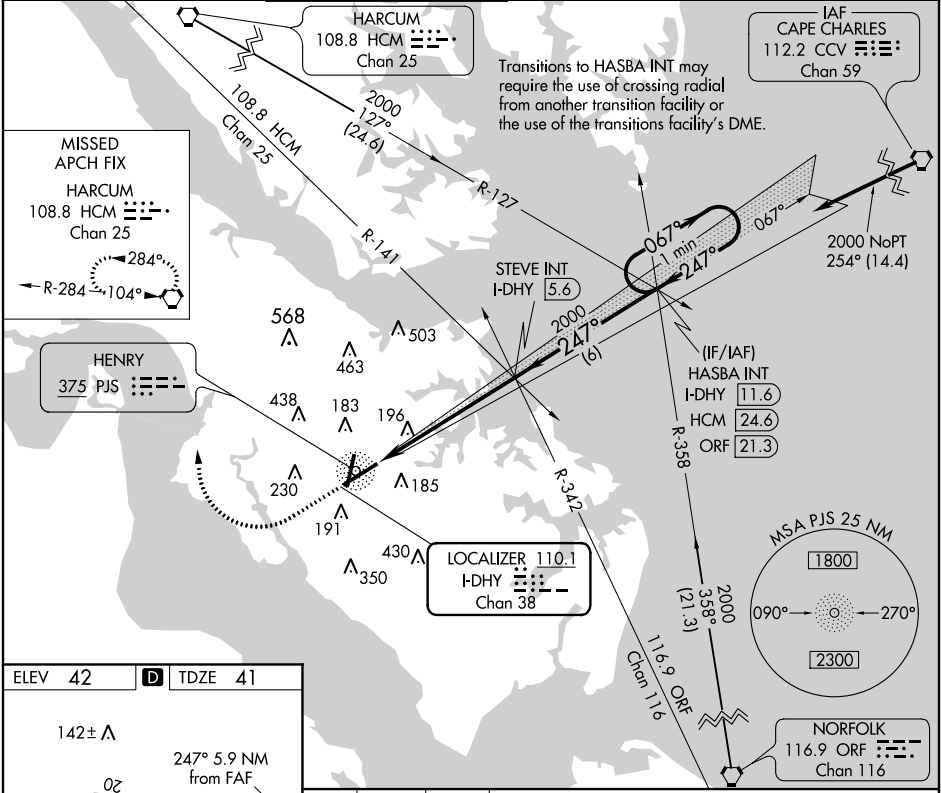 HARCUM
108.8 HCM
Chan 25
IAF
CAPE CHARLES
112.2 CCV
Chan 59
Transitions to HASBA INT may
require the use of crossing radial
from another transition facility or
the use of the transitions facility's DME.
2000
127°
(24.6)
108.8 HCM
Chan 25
MISSED
APCH FIX
HARCUM
108.8 HCM
Chan 25
284°
R-284
104°
R-127
R-141
067°
1 min
247°
067°
2000 NoPT
254° (14.4)
STEVE INT
I-DHY 5.6
2000
247°
(6)
(IF/IAF)
HASBA INT
I-DHY 11.6
HCM 24.6
ORF 21.3
568
503
463
HENRY
375 PJS
438
183
196
230
185
191
430
350
R-358
R-342
LOCALIZER 110.1
I-DHY
Chan 38
MSA PJS 25 NM
1800
090°
270°
2300
2000
358°
(21.3)
116.9 ORF
Chan 116
NORFOLK
116.9 ORF
Chan 116
ELEV 42
D
TDZE 41
142±
247° 5.9 NM
from FAF
20